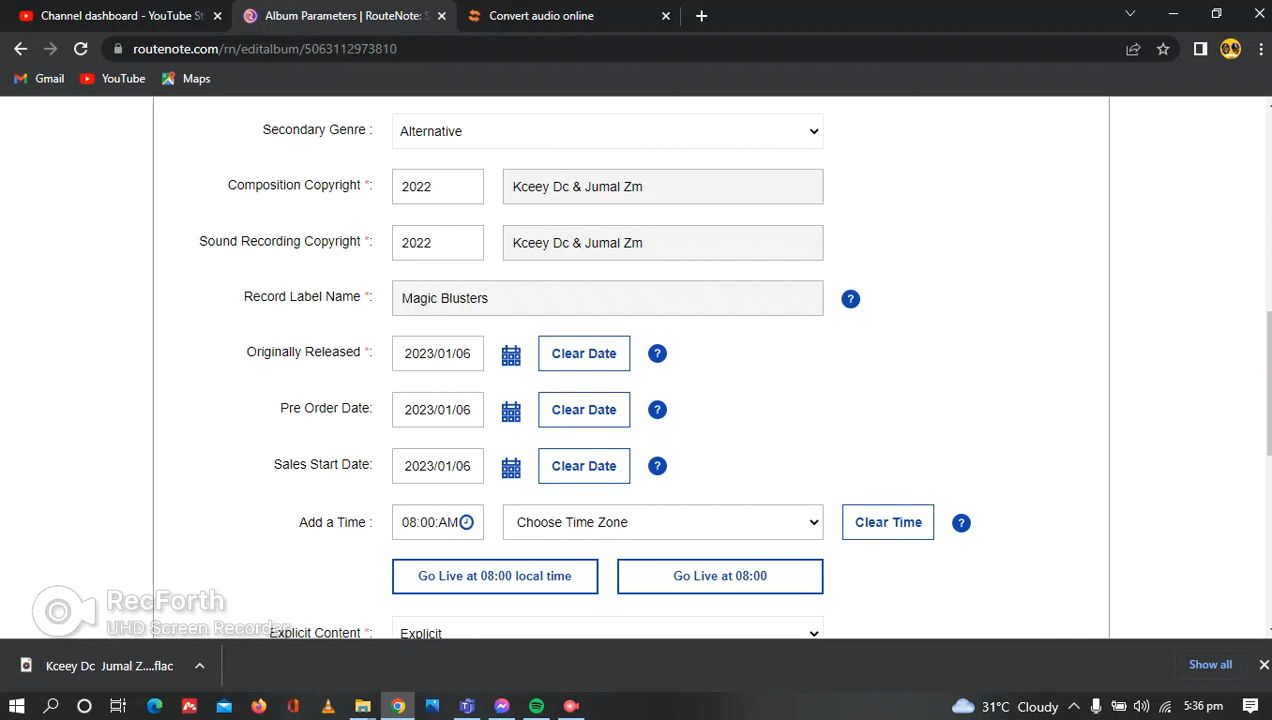 Channel dashboard - YouTube St
Album Parameters | RouteNote: S
Convert audio online
routenote.com/rn/editalbum/5063112973810
Gmail
YouTube
Maps
Secondary Genre :
Alternative
Composition Copyright *:
2022
Kceey Dc & Jumal Zm
Sound Recording Copyright *:
2022
Kceey Dc & Jumal Zm
Record Label Name *:
Magic Blusters
?
Originally Released *:
2023/01/06
Clear Date
?
Pre Order Date:
2023/01/06
Clear Date
?
Sales Start Date:
2023/01/06
Clear Date
?
Add a Time :
08:00:AM
Choose Time Zone
Clear Time
?
Go Live at 08:00 local time
Go Live at 08:00
RecForth
UHD Screen Recorder
Explicit Content *:
Explicit
Kceey Dc Jumal Z....flac
Show all
31°C Cloudy
5:36 pm